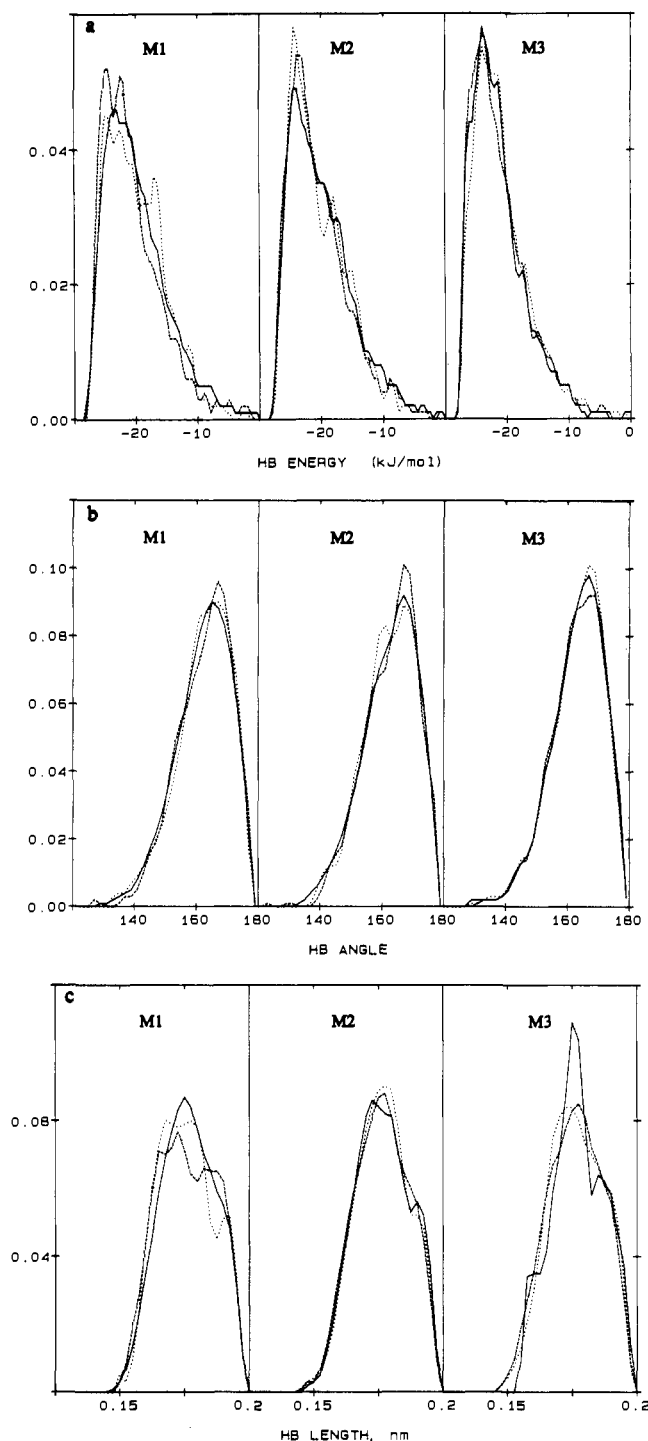 a
M1 M2 M3
0.04
0.02
0.00
-20 -10 -20 -10 -20 -10 0
HB ENERGY (kJ/mol)
b
M1 M2 M3
0.10
0.08
0.06
0.04
0.02
0.00
140 160 180 140 160 180 140 160 180
HB ANGLE
c
M1 M2 M3
0.08
0.04
0.15 0.2 0.15 0.2 0.15 0.2
HB LENGTH, nm